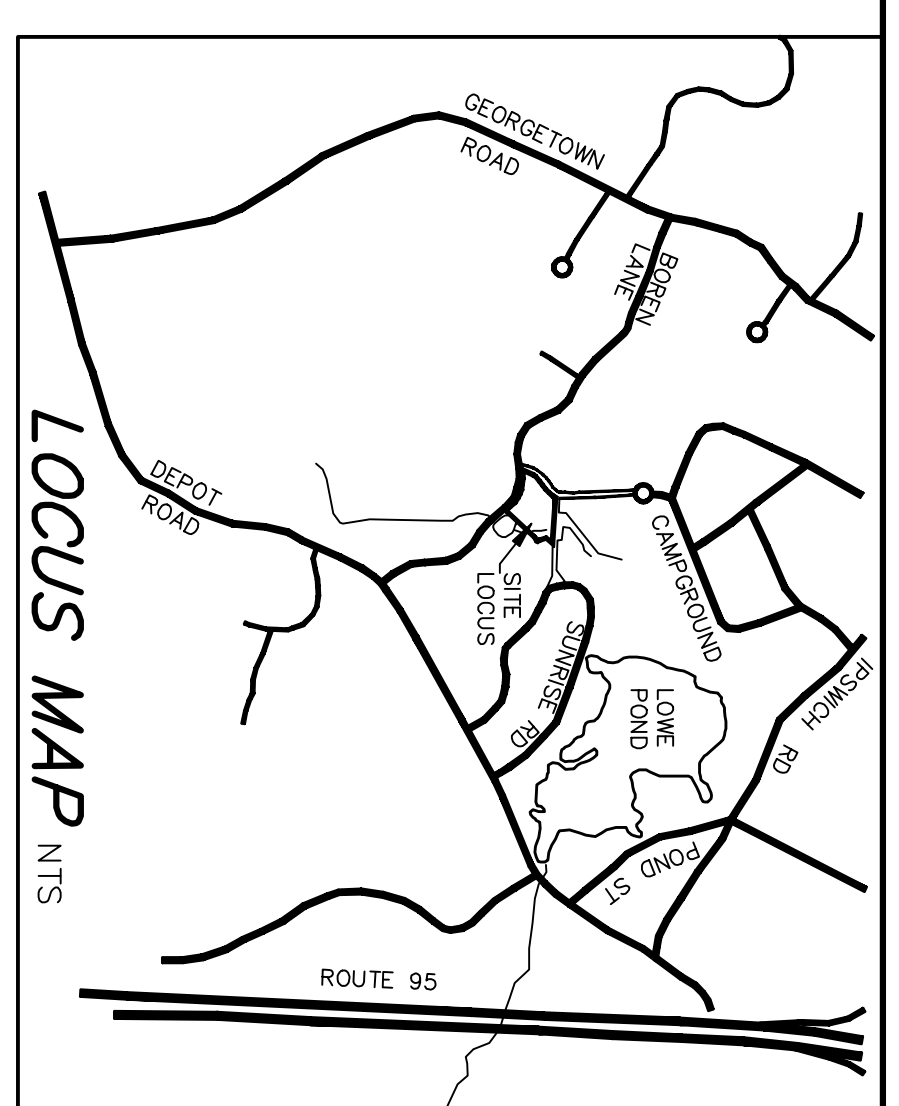 GEORGETOWN
ROAD
BOREN
LANE
DEPOT
ROAD
CAMPGROUND
SITE
LOCUS
SUNRISE RD
LOWE
POND
IPSWICH RD
POND ST
ROUTE 95
LOCUS MAP NTS